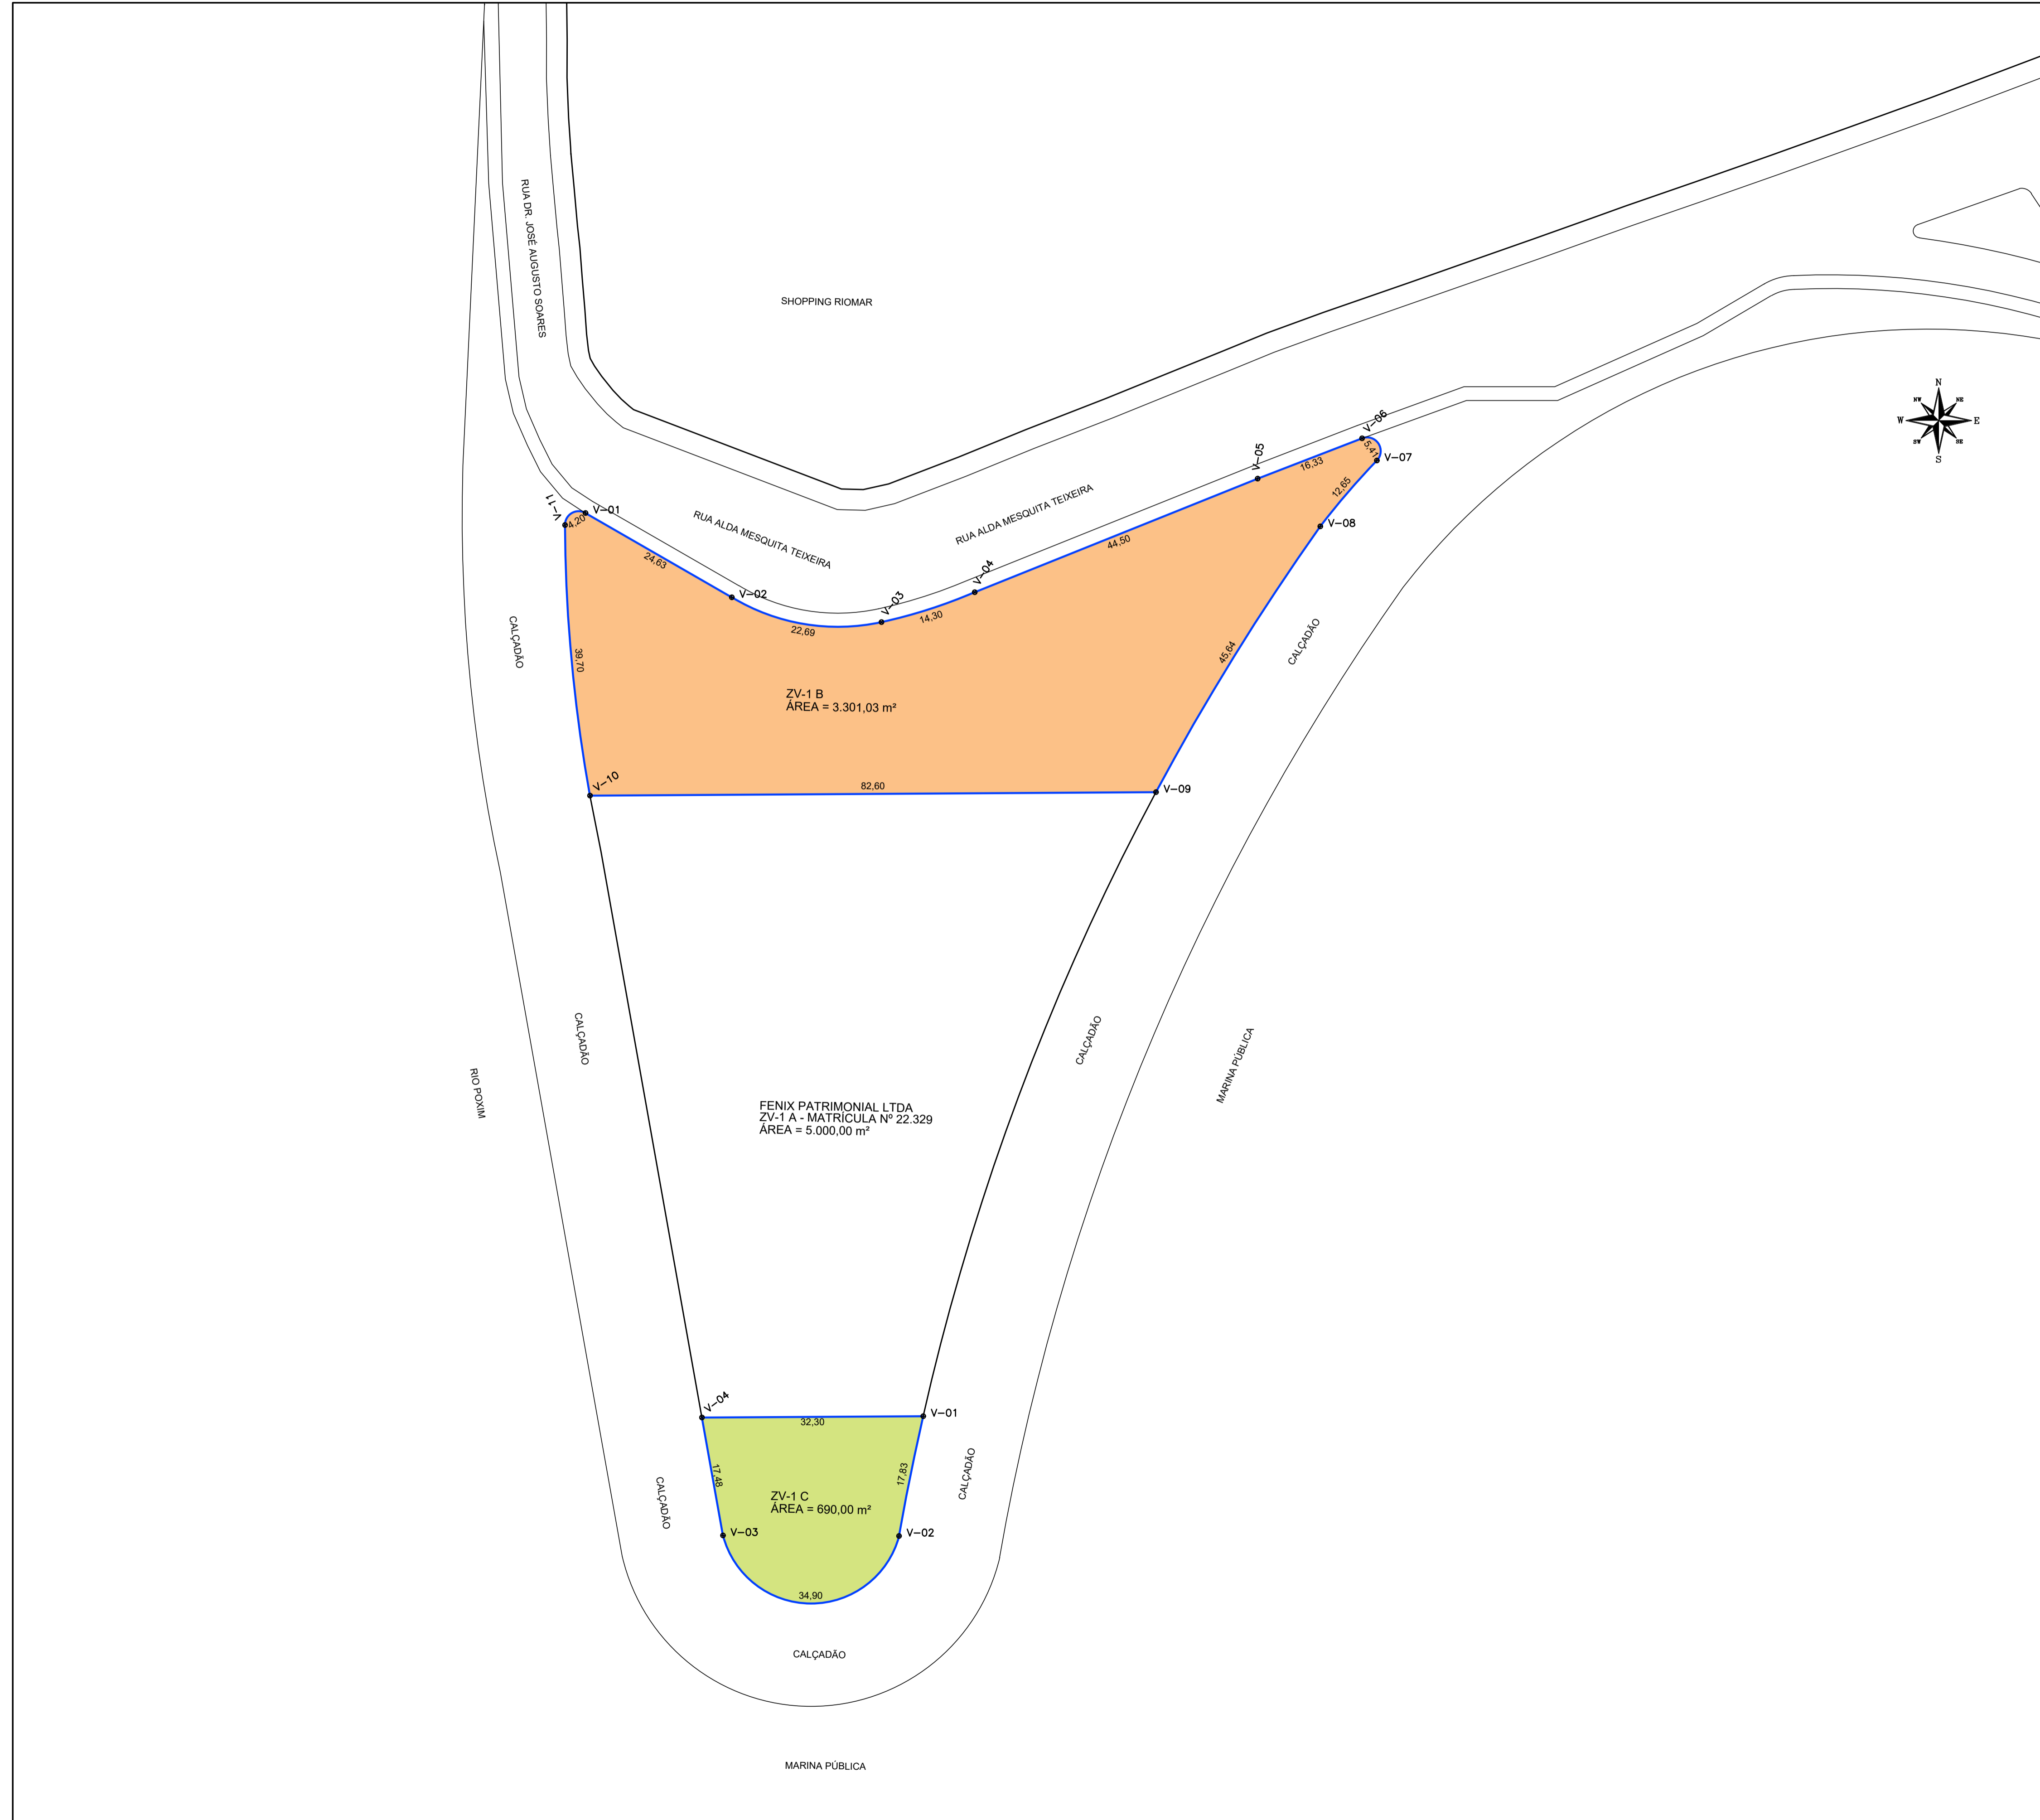 RUA DR. JOSÉ AUGUSTO SOARES
SHOPPING RIOMAR
N
NW
NE
W
E
SW
SE
S
V-06
5,41
V-07
V-05
16,33
12,65
V-11
4,20
V-01
RUA ALDA MESQUITA TEIXEIRA
RUA ALDA MESQUITA TEIXEIRA
V-08
44,50
24,63
V-04
V-02
V-03
14,30
22,69
CALÇADÃO
39,70
45,64
CALÇADÃO
ZV-1 B
ÁREA = 3.301,03 m²
V-10
82,60
V-09
CALÇADÃO
CALÇADÃO
RIO POXIM
MARINA PÚBLICA
FENIX PATRIMONIAL LTDA
ZV-1 A - MATRÍCULA Nº 22.329
ÁREA = 5.000,00 m²
V-04
V-01
32,30
17,48
17,83
CALÇADÃO
CALÇADÃO
ZV-1 C
ÁREA = 690,00 m²
V-03
V-02
34,90
CALÇADÃO
MARINA PÚBLICA